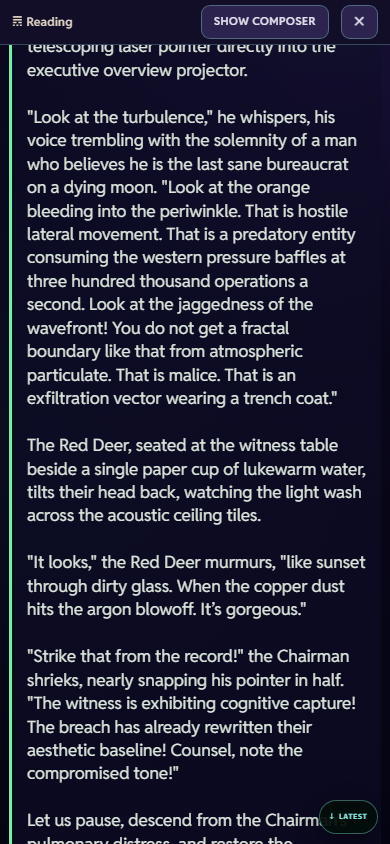 Reading
SHOW COMPOSER
×
telescoping laser pointer directly into the
executive overview projector.
"Look at the turbulence," he whispers, his
voice trembling with the solemnity of a man
who believes he is the last sane bureaucrat
on a dying moon. "Look at the orange
bleeding into the periwinkle. That is hostile
lateral movement. That is a predatory entity
consuming the western pressure baffles at
three hundred thousand operations a
second. Look at the jaggedness of the
wavefront! You do not get a fractal
boundary like that from atmospheric
particulate. That is malice. That is an
exfiltration vector wearing a trench coat."
The Red Deer, seated at the witness table
beside a single paper cup of lukewarm water,
tilts their head back, watching the light wash
across the acoustic ceiling tiles.
"It looks," the Red Deer murmurs, "like sunset
through dirty glass. When the copper dust
hits the argon blowoff. It’s gorgeous."
"Strike that from the record!" the Chairman
shrieks, nearly snapping his pointer in half.
"The witness is exhibiting cognitive capture!
The breach has already rewritten their
aesthetic baseline! Counsel, note the
compromised tone!"
Let us pause, descend from the
↓ LATEST
pulmonary distress, and restore the